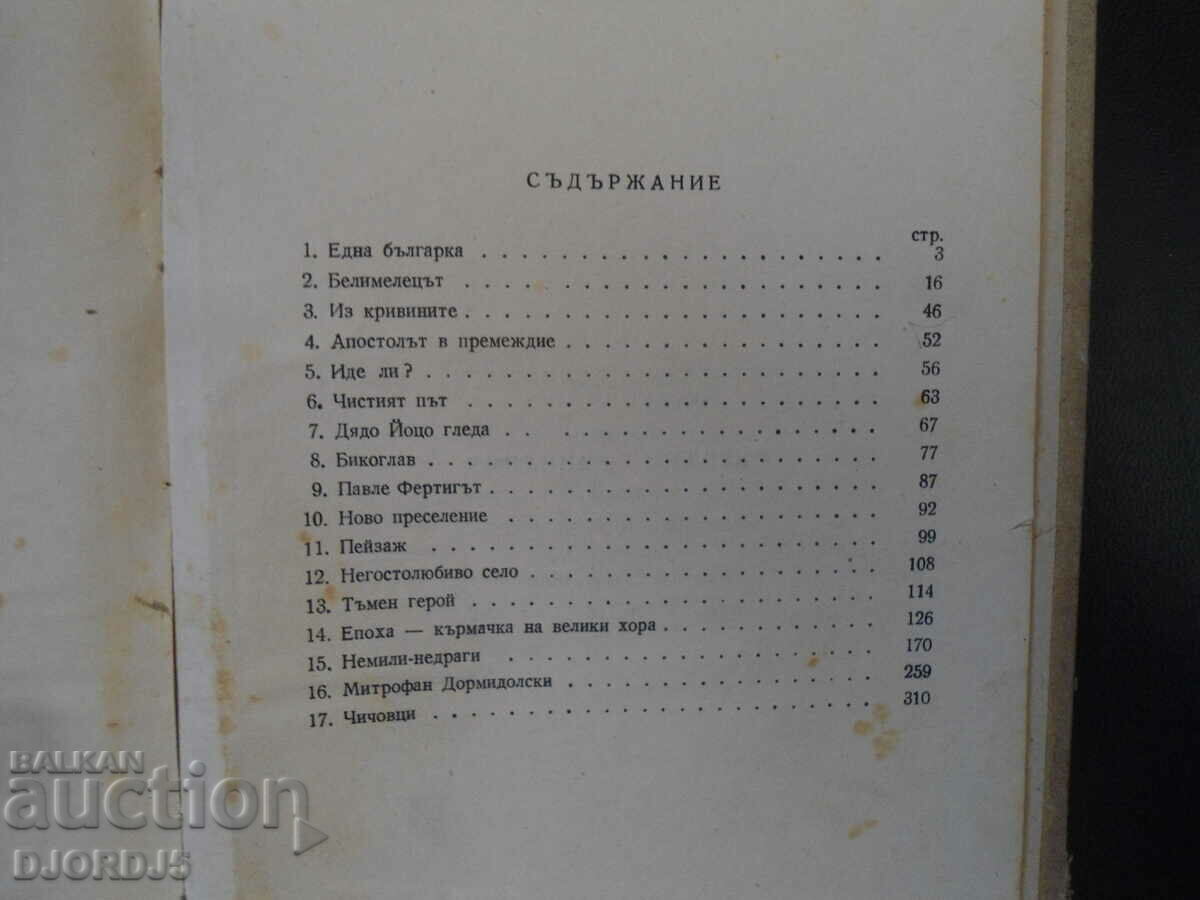 СЪДЪРЖАНИЕ
стр.
1. Една българка . . . . . . . . . . . . . . . . . 3
2. Белимелецът . . . . . . . . . . . . . . . . . 16
3. Из кривините . . . . . . . . . . . . . . . . . 46
4. Апостолът в премеждие . . . . . . . . . . . . . 52
5. Иде ли? . . . . . . . . . . . . . . . . . . . 56
6. Чистият път . . . . . . . . . . . . . . . . . 63
7. Дядо Йоцо гледа . . . . . . . . . . . . . . . 67
8. Бикоглав . . . . . . . . . . . . . . . . . . . 77
9. Павле Фертигът . . . . . . . . . . . . . . . . 87
10. Ново преселение . . . . . . . . . . . . . . . 92
11. Пейзаж . . . . . . . . . . . . . . . . . . . 99
12. Негостолюбиво село . . . . . . . . . . . . . . 108
13. Тъмен герой . . . . . . . . . . . . . . . . . 114
14. Епоха — кърмачка на велики хора . . . . . . . . 126
15. Немили-недраги . . . . . . . . . . . . . . . . 170
16. Митрофан Дормидолски . . . . . . . . . . . . . 259
17. Чичовци . . . . . . . . . . . . . . . . . . . 310
BALKAN
auction
DJORDJ5